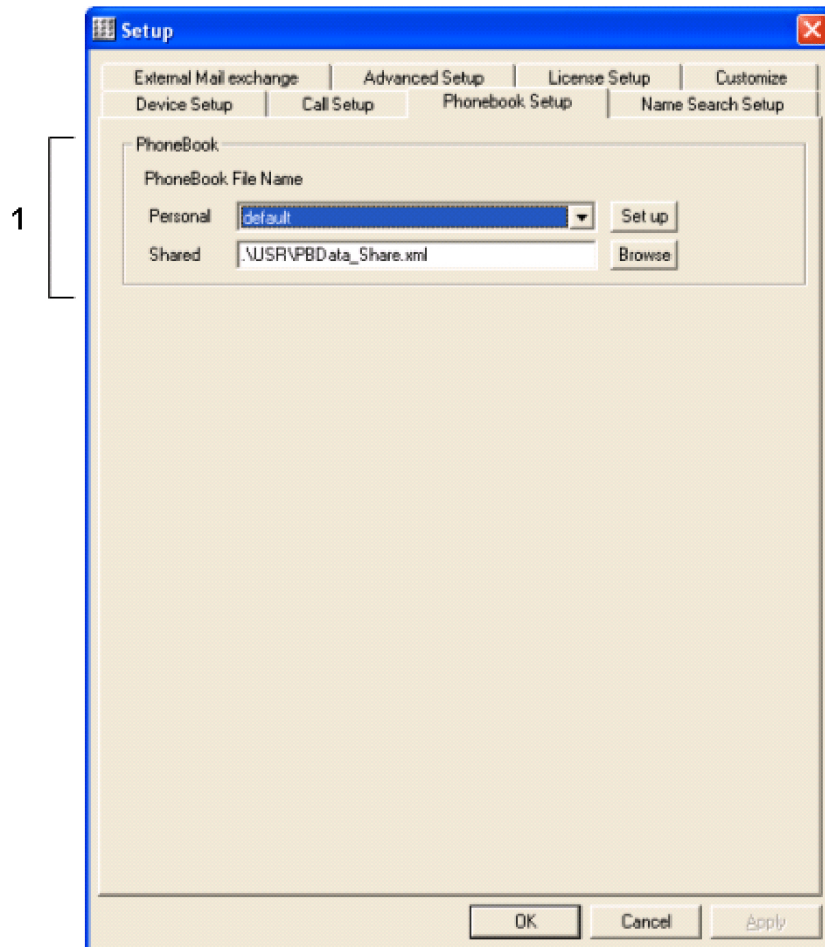 Setup
External Mail exchange Advanced Setup License Setup Customize
Device Setup Call Setup Phonebook Setup Name Search Setup
PhoneBook
1
PhoneBook File Name
Personal default Set up
Shared .\USR\PBData_Share.xml Browse
OK Cancel Apply